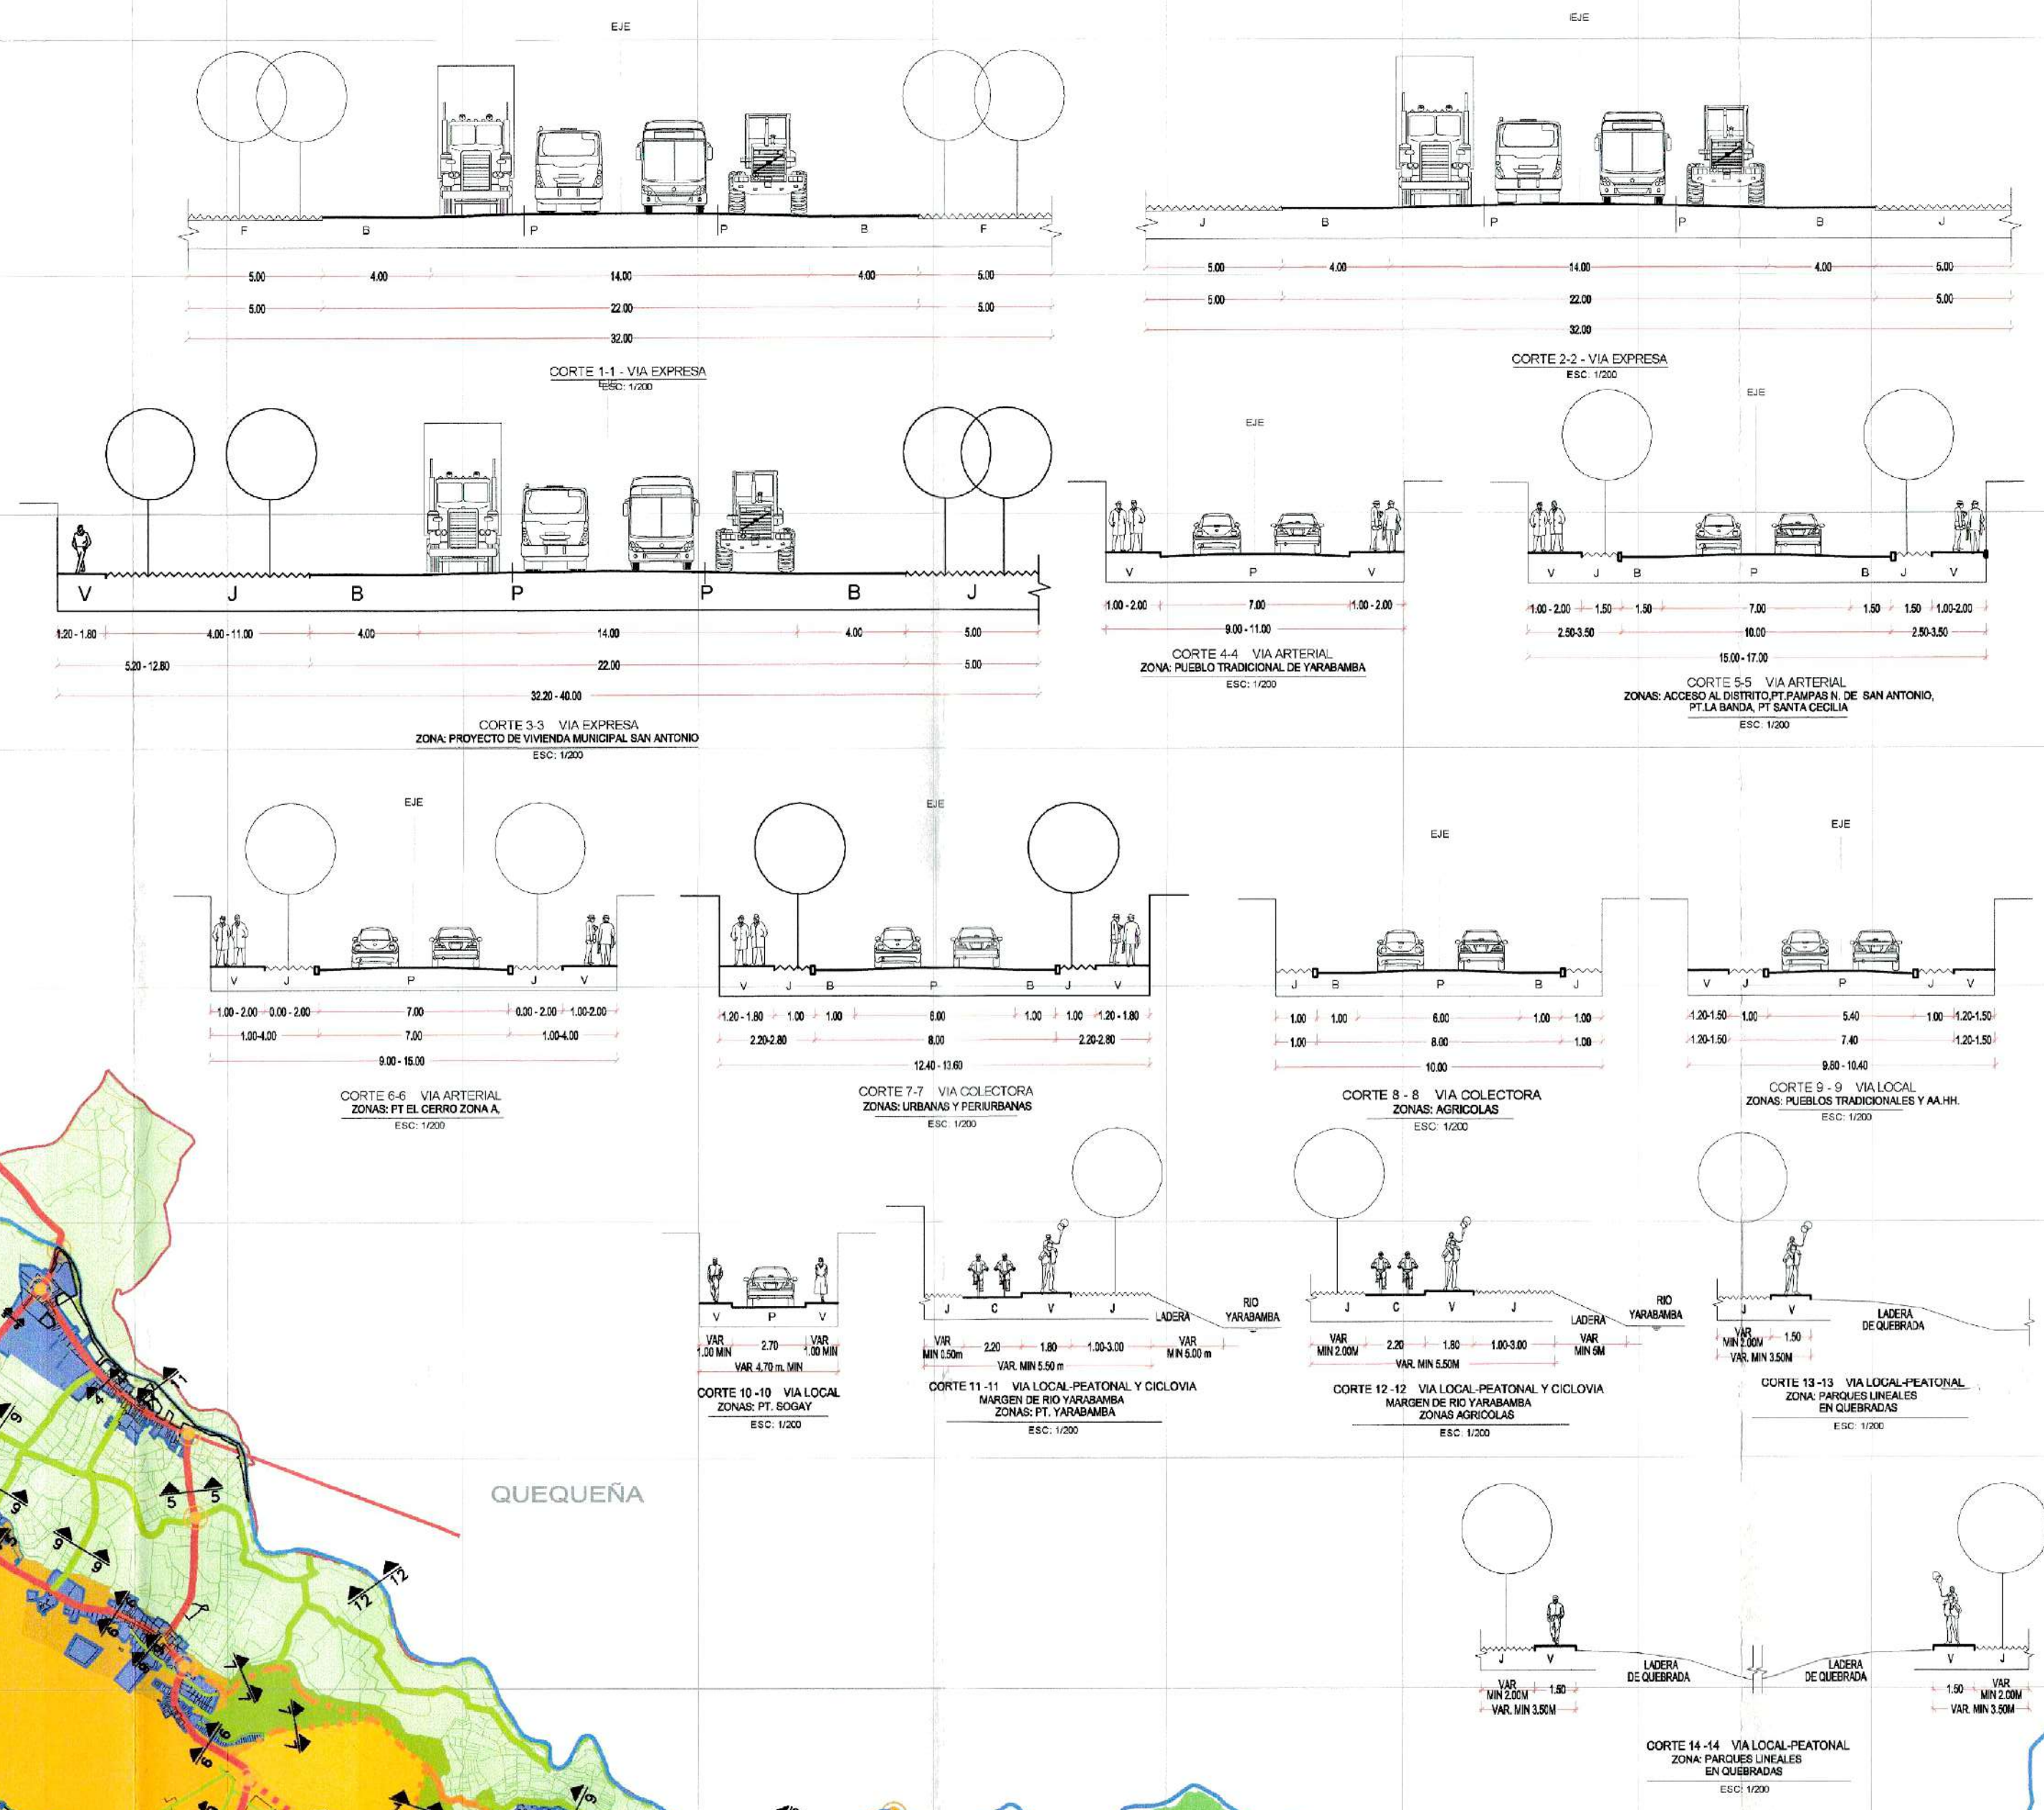 EJE
F B P P B F
5.00 4.00 14.00 4.00 5.00
5.00 22.00 5.00
32.00
CORTE 1-1 - VIA EXPRESA
ESC: 1/200
EJE
J B P P B J
5.00 4.00 14.00 4.00 5.00
5.00 22.00 5.00
32.00
CORTE 2-2 - VIA EXPRESA
ESC: 1/200
EJE
V J B P P B J
1.20 - 1.80 4.00 - 11.00 4.00 14.00 4.00 5.00
5.20 - 12.80 22.00 5.00
32.20 - 40.00
CORTE 3-3 VIA EXPRESA
ZONA: PROYECTO DE VIVIENDA MUNICIPAL SAN ANTONIO
ESC: 1/200
EJE
V P V
1.00 - 2.00 7.00 1.00 - 2.00
9.00 - 11.00
CORTE 4-4 VIA ARTERIAL
ZONA: PUEBLO TRADICIONAL DE YARABAMBA
ESC: 1/200
EJE
V J B P B J V
1.00 - 2.00 1.50 1.50 7.00 1.50 1.50 1.00-2.00
2.50-3.50 10.00 2.50-3.50
15.00 - 17.00
CORTE 5-5 VIA ARTERIAL
ZONAS: ACCESO AL DISTRITO,PT.PAMPAS N. DE SAN ANTONIO,
PT.LA BANDA, PT SANTA CECILIA
ESC: 1/200
EJE
V J P J V
1.00 - 2.00 0.00 - 2.00 7.00 0.00 - 2.00 1.00-2.00
1.00-4.00 7.00 1.00-4.00
9.00 - 15.00
CORTE 6-6 VIA ARTERIAL
ZONAS: PT EL CERRO ZONA A,
ESC: 1/200
EJE
V J B P B J V
1.20 - 1.80 1.00 1.00 6.00 1.00 1.00 1.20 - 1.80
2.20-2.80 8.00 2.20-2.80
12.40 - 13.60
CORTE 7-7 VIA COLECTORA
ZONAS: URBANAS Y PERIURBANAS
ESC: 1/200
EJE
J B P B J
1.00 1.00 6.00 1.00 1.00
1.00 8.00 1.00
10.00
CORTE 8 - 8 VIA COLECTORA
ZONAS: AGRICOLAS
ESC: 1/200
EJE
V J P J V
1.20-1.50 1.00 5.40 1.00 1.20-1.50
1.20-1.50 7.40 1.20-1.50
9.80 - 10.40
CORTE 9 - 9 VIA LOCAL
ZONAS: PUEBLOS TRADICIONALES Y AA.HH.
ESC: 1/200
V P V
VAR 2.70 VAR
1.00 MIN 1.00 MIN
VAR 4.70 m. MIN
CORTE 10 -10 VIA LOCAL
ZONAS: PT. SOGAY
ESC: 1/200
J C V J
LADERA
RIO
YARABAMBA
VAR 2.20 1.80 1.00-3.00 VAR
MIN 0.50m MIN 5.00 m
VAR. MIN 5.50 m
CORTE 11 -11 VIA LOCAL-PEATONAL Y CICLOVIA
MARGEN DE RIO YARABAMBA
ZONAS: PT. YARABAMBA
ESC: 1/200
J C V J
LADERA
RIO
YARABAMBA
VAR 2.20 1.80 1.00-3.00 VAR
MIN 2.00M MIN 5M
VAR. MIN 5.50M
CORTE 12 -12 VIA LOCAL-PEATONAL Y CICLOVIA
MARGEN DE RIO YARABAMBA
ZONAS AGRICOLAS
ESC: 1/200
J V
LADERA
DE QUEBRADA
VAR 1.50
MIN 2.00M
VAR. MIN 3.50M
CORTE 13 -13 VIA LOCAL-PEATONAL
ZONA: PARQUES LINEALES
EN QUEBRADAS
ESC: 1/200
QUEQUEÑA
J V
LADERA
DE QUEBRADA
LADERA
DE QUEBRADA
V J
VAR 1.50
MIN 2.00M
VAR. MIN 3.50M
1.50 VAR
MIN 2.00M
VAR. MIN 3.50M
CORTE 14 -14 VIA LOCAL-PEATONAL
ZONA: PARQUES LINEALES
EN QUEBRADAS
ESC: 1/200
4
11
5 5
9
9 9
12 12
6
7
7